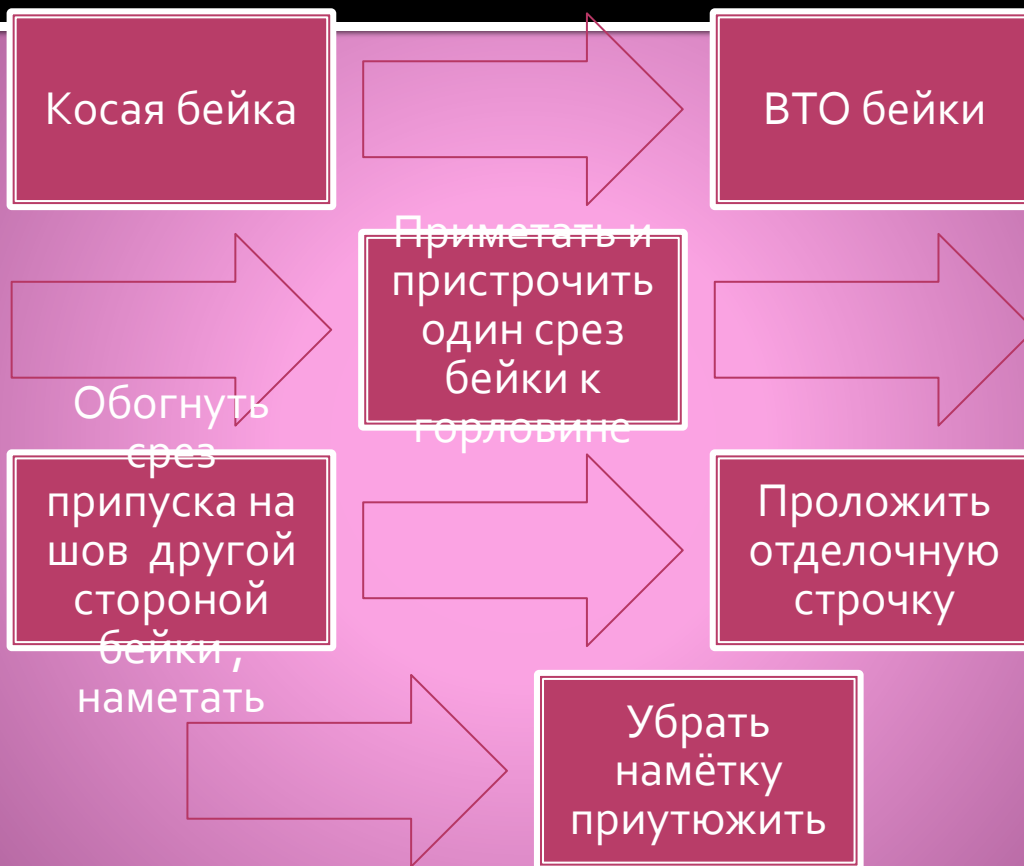 Косая бейка
ВТО бейки
Приметать и
пристрочить
один срез
бейки к
горловине
Обогнуть
срез
припуска на
шов другой
стороной
бейки ,
наметать
Проложить
отделочную
строчку
Убрать
намётку
приутюжить